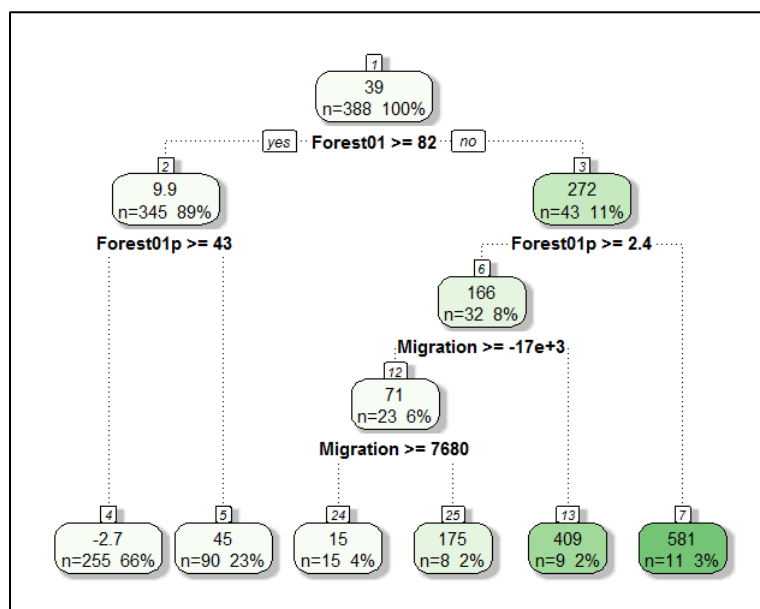 1
39
n=388 100%
yes Forest01 >= 82 no
2
9.9
n=345 89%
3
272
n=43 11%
Forest01p >= 43
Forest01p >= 2.4
6
166
n=32 8%
Migration >= -17e+3
12
71
n=23 6%
Migration >= 7680
4
-2.7
n=255 66%
5
45
n=90 23%
24
15
n=15 4%
25
175
n=8 2%
13
409
n=9 2%
7
581
n=11 3%